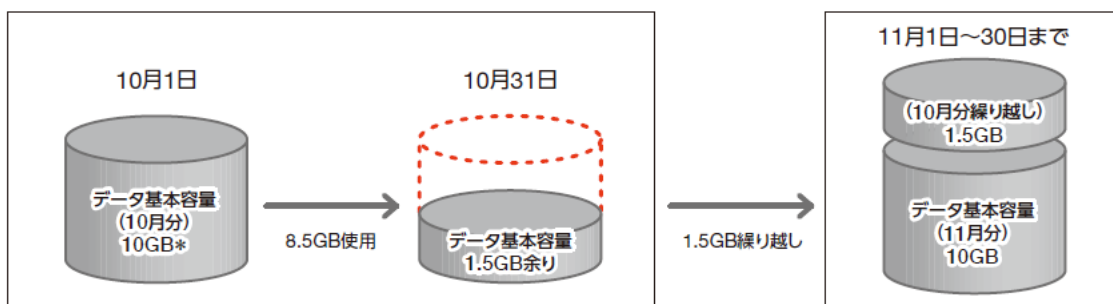 10月1日
データ基本容量
(10月分)
10GB*
8.5GB使用
10月31日
データ基本容量
1.5GB余り
1.5GB繰り越し
11月1日〜30日まで
(10月分繰り越し)
1.5GB
データ基本容量
(11月分)
10GB